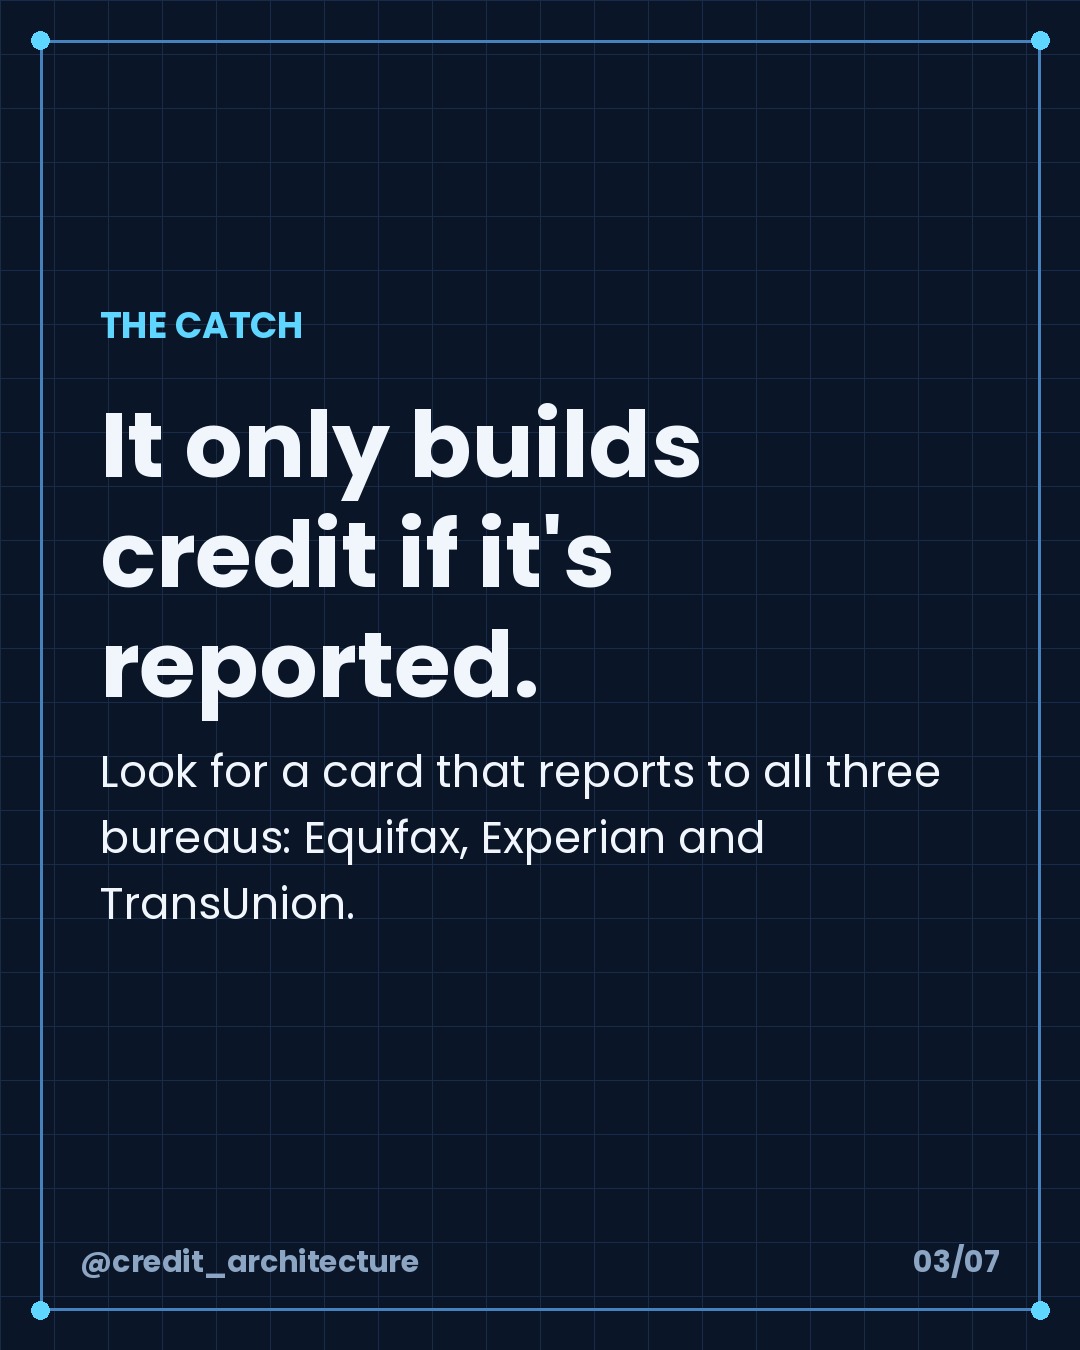 THE CATCH
It only builds
credit if it's
reported.
Look for a card that reports to all three
bureaus: Equifax, Experian and
TransUnion.
@credit_architecture
03/07